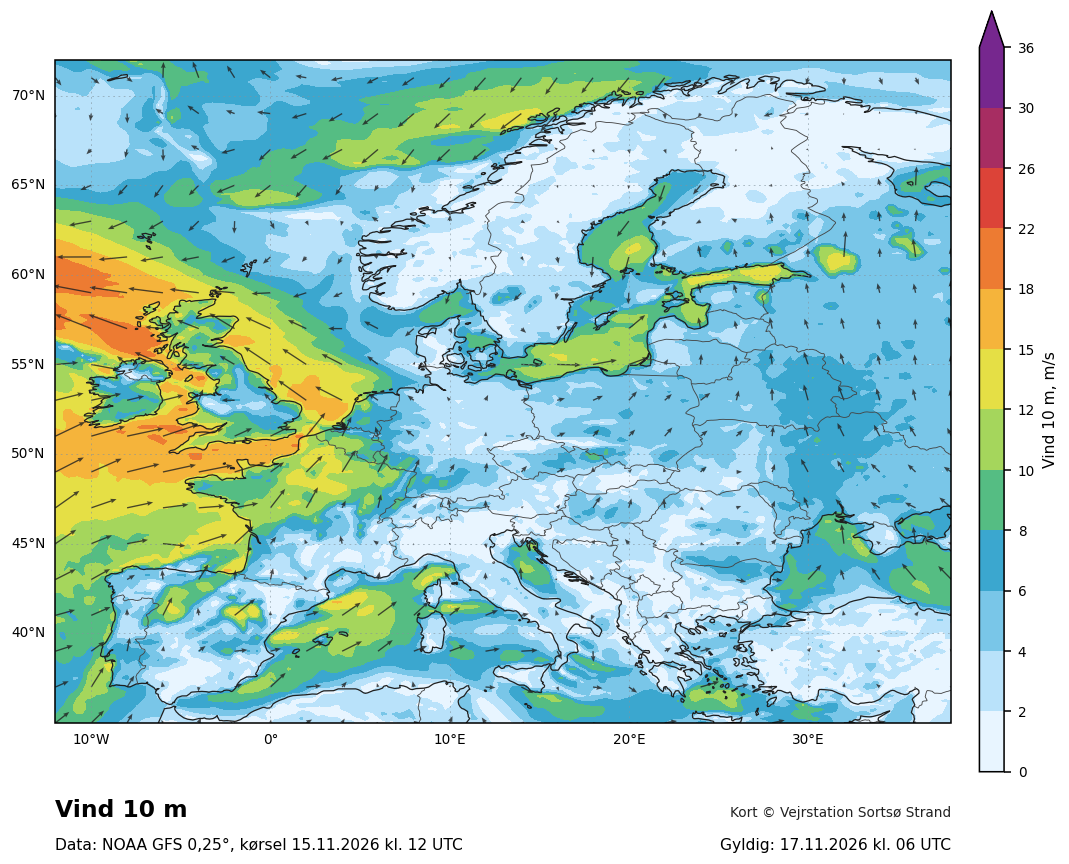 36
30
26
22
18
15
12
10
8
6
4
2
0
Vind 10 m, m/s
70°N
65°N
60°N
55°N
50°N
45°N
40°N
10°W
0°
10°E
20°E
30°E
Vind 10 m
Kort © Vejrstation Sortsø Strand
Data: NOAA GFS 0,25°, kørsel 15.11.2026 kl. 12 UTC
Gyldig: 17.11.2026 kl. 06 UTC